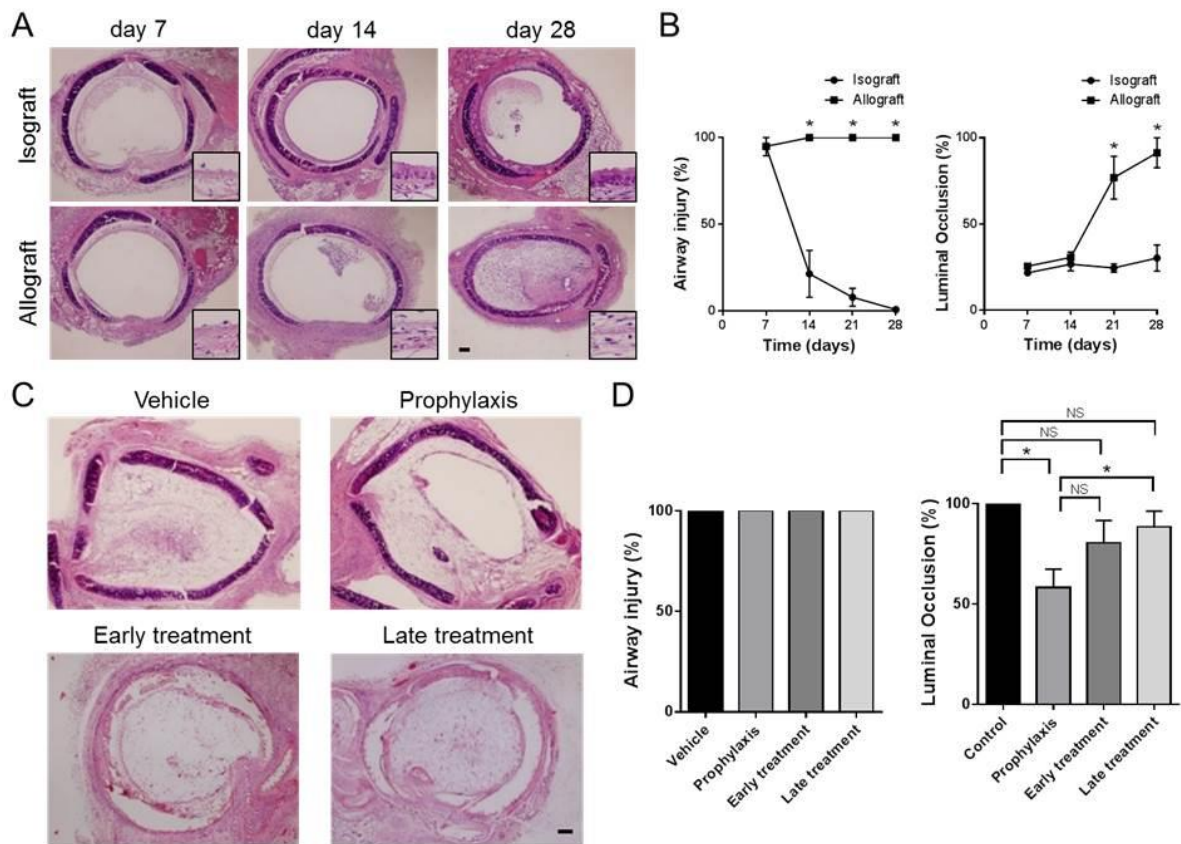 A
day 7
day 14
day 28
Isograft
Allograft
B
Isograft
Allograft
* * *
100
50
0
Airway injury (%)
0 7 14 21 28
Time (days)
Isograft
Allograft
*
*
100
50
0
Luminal Occlusion (%)
0 7 14 21 28
Time (days)
C
Vehicle
Prophylaxis
Early treatment
Late treatment
D
100
50
0
Airway injury (%)
Vehicle
Prophylaxis
Early treatment
Late treatment
NS
NS
*
*
NS
100
50
0
Luminal Occlusion (%)
Control
Prophylaxis
Early treatment
Late treatment